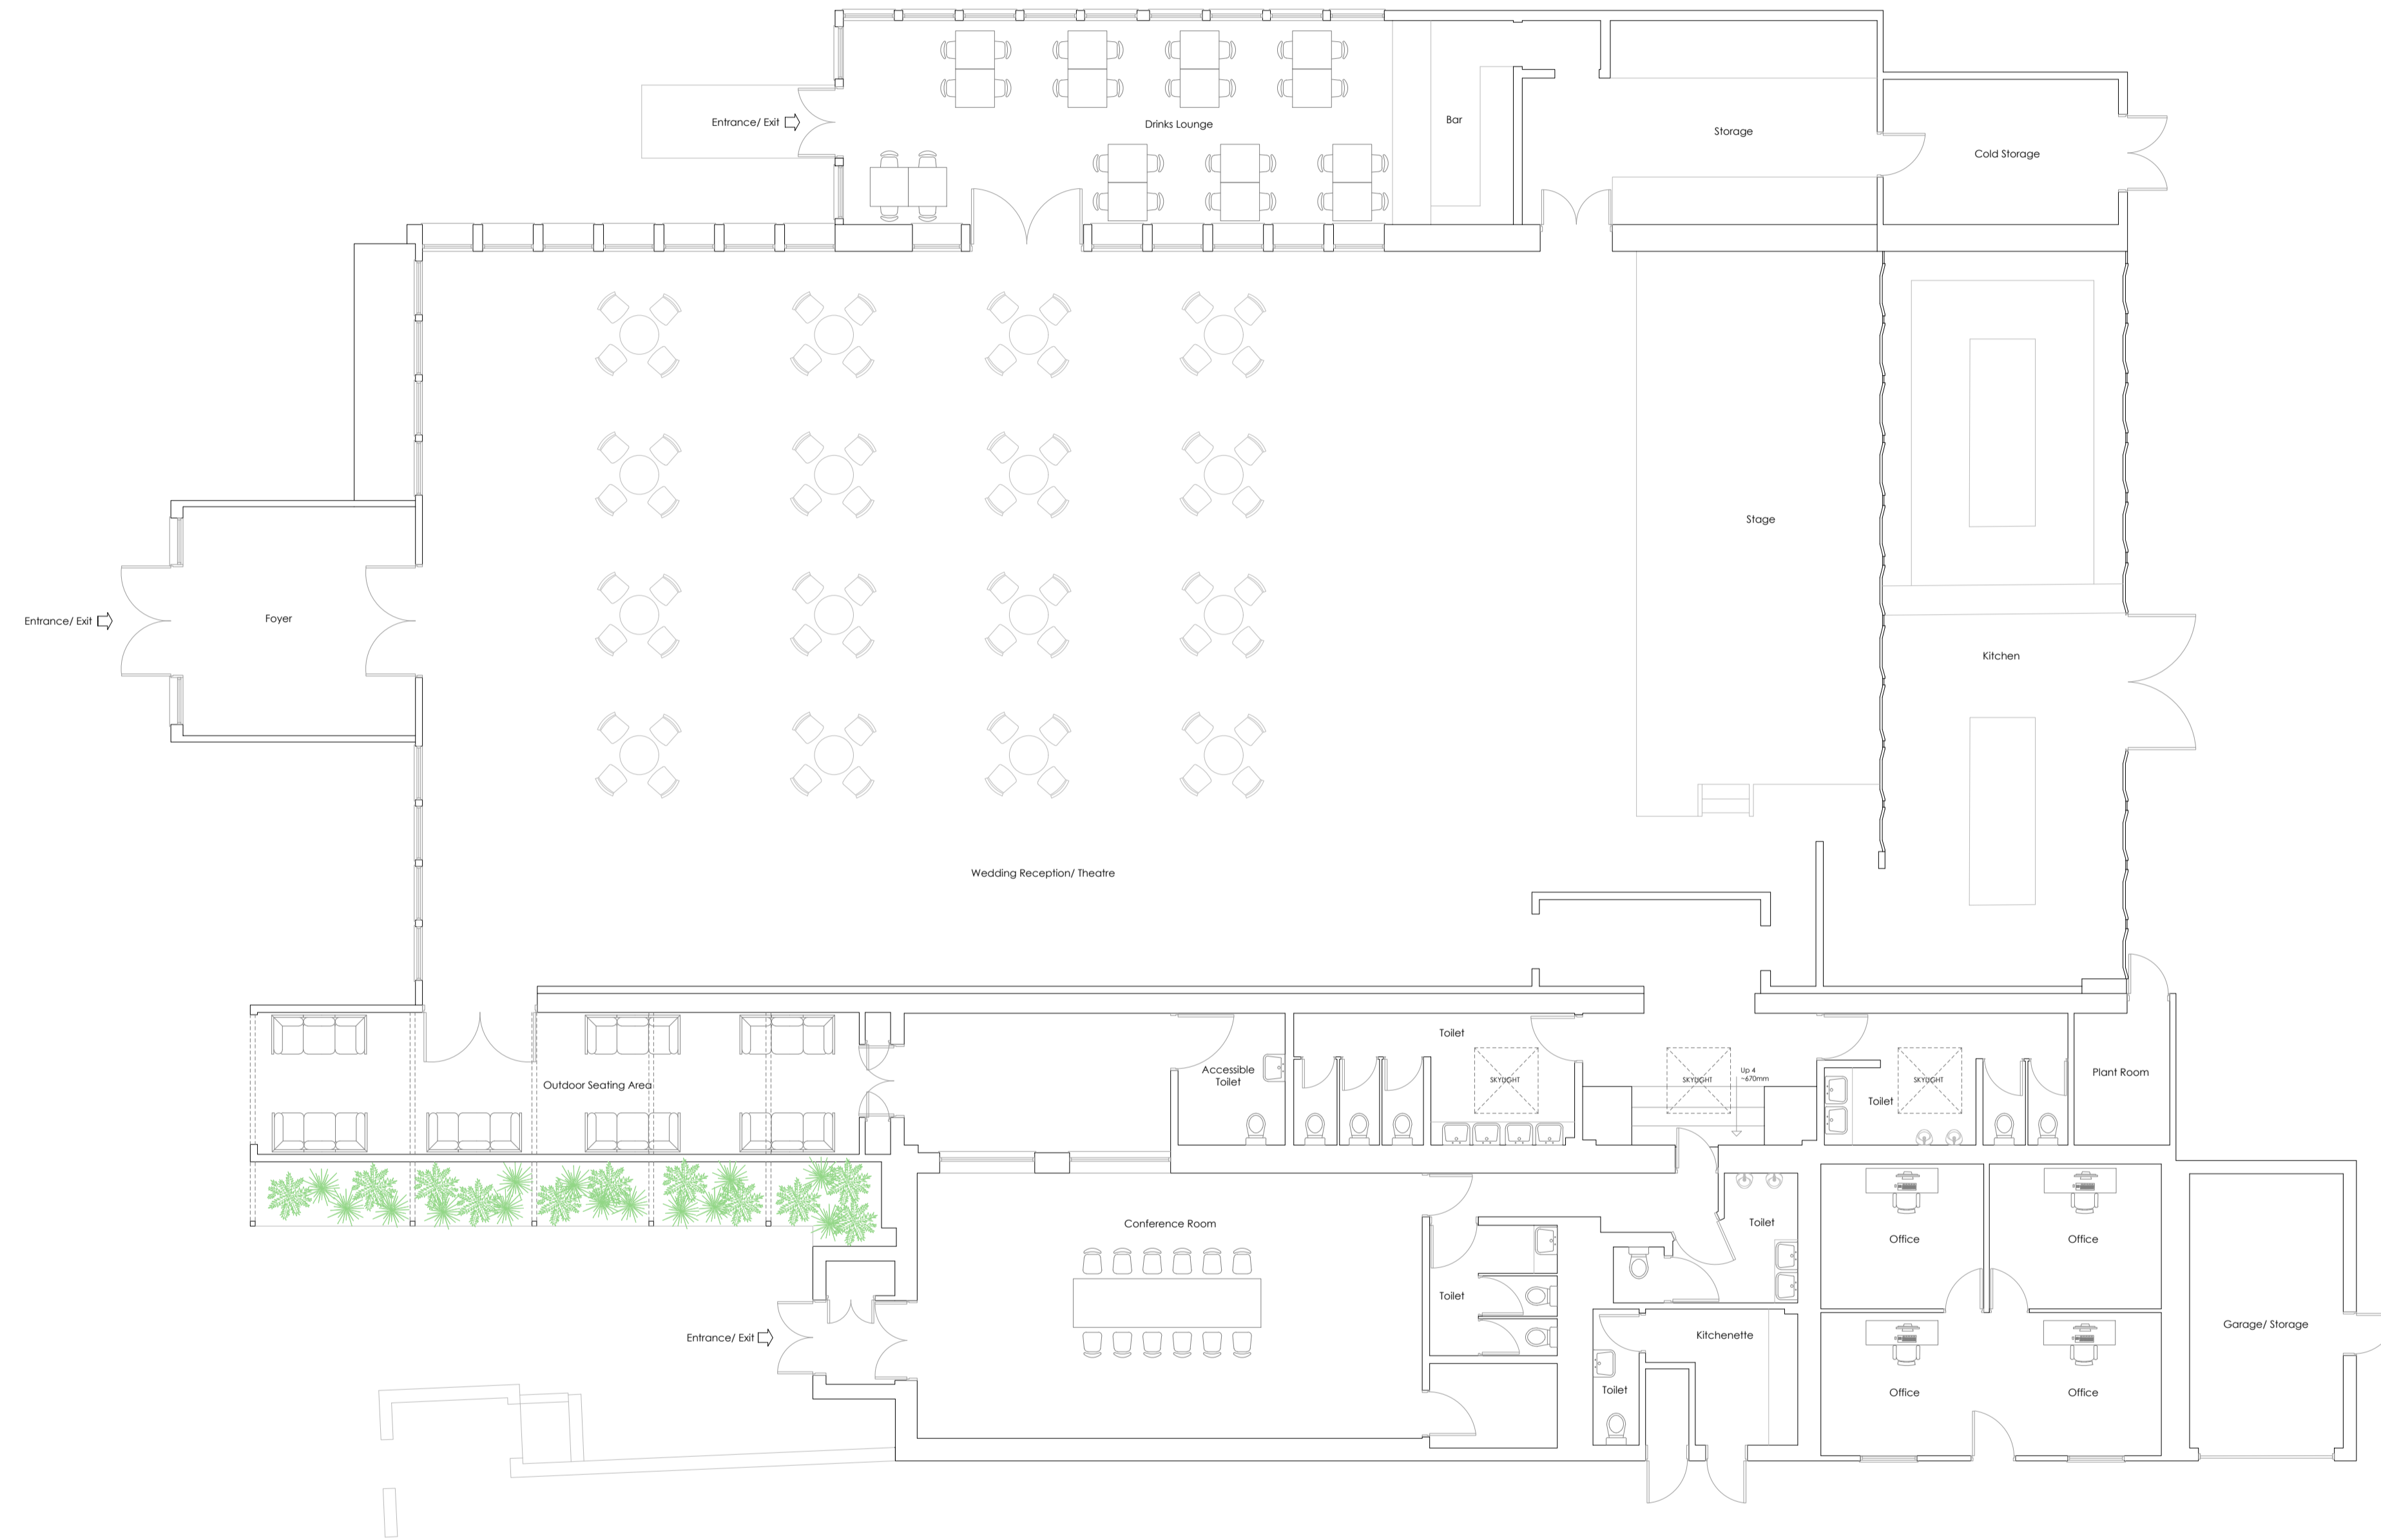 Entrance/ Exit
Drinks Lounge
Bar
Storage
Cold Storage
Entrance/ Exit
Foyer
Stage
Kitchen
Wedding Reception/ Theatre
Outdoor Seating Area
Accessible
Toilet
Toilet
SKYLIGHT
SKYLIGHT
Up 4
~670mm
Toilet
SKYLIGHT
Plant Room
Conference Room
Toilet
Office
Office
Toilet
Entrance/ Exit
Kitchenette
Garage/ Storage
Toilet
Office
Office